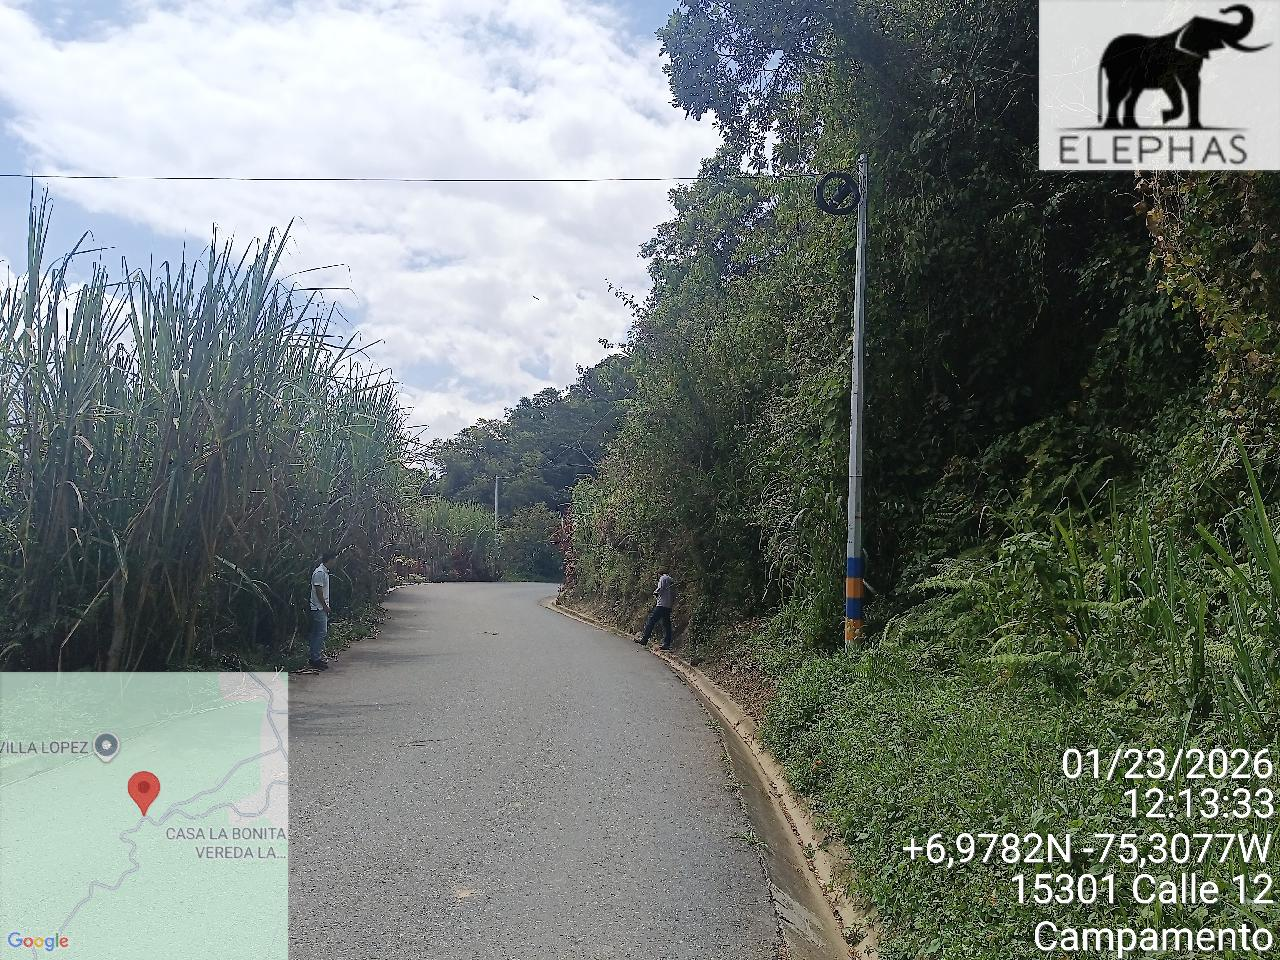 ELEPHAS
VILLA LOPEZ
CASA LA BONITA
VEREDA LA...
Google
01/23/2026
12:13:33
+6,9782N -75,3077W
15301 Calle 12
Campamento